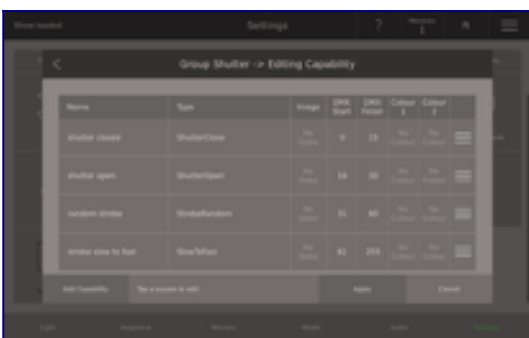 Show loaded
Settings
?
Memories
1
Group Shutter -> Editing Capability
Name Type Image DMX Start DMX Finish Colour 1 Colour 2
shutter closed ShutterClose No Gobo 0 15 No Colour No Colour
shutter open ShutterOpen No Gobo 16 30 No Colour No Colour
random strobe StrobeRandom No Gobo 31 60 No Colour No Colour
strobe slow to fast SlowToFast No Gobo 61 255 No Colour No Colour
Add Capability Tap a square to edit Apply Cancel
Light Sequence Memory Media Audio Settings